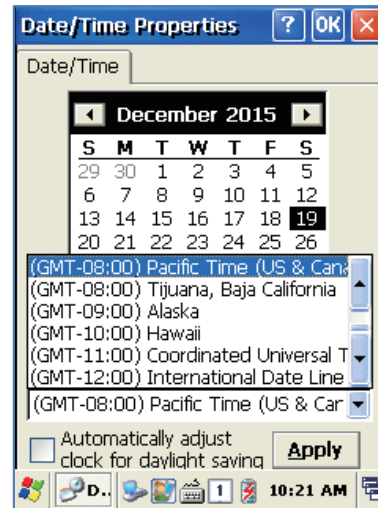 Date/Time Properties ? OK ×
Date/Time
December 2015
S M T W T F S
29 30 1 2 3 4 5
6 7 8 9 10 11 12
13 14 15 16 17 18 19
20 21 22 23 24 25 26
(GMT-08:00) Pacific Time (US & Cana
(GMT-08:00) Tijuana, Baja California
(GMT-09:00) Alaska
(GMT-10:00) Hawaii
(GMT-11:00) Coordinated Universal T
(GMT-12:00) International Date Line
(GMT-08:00) Pacific Time (US & Car
Automatically adjust
clock for daylight saving
Apply
D.. 1 10:21 AM